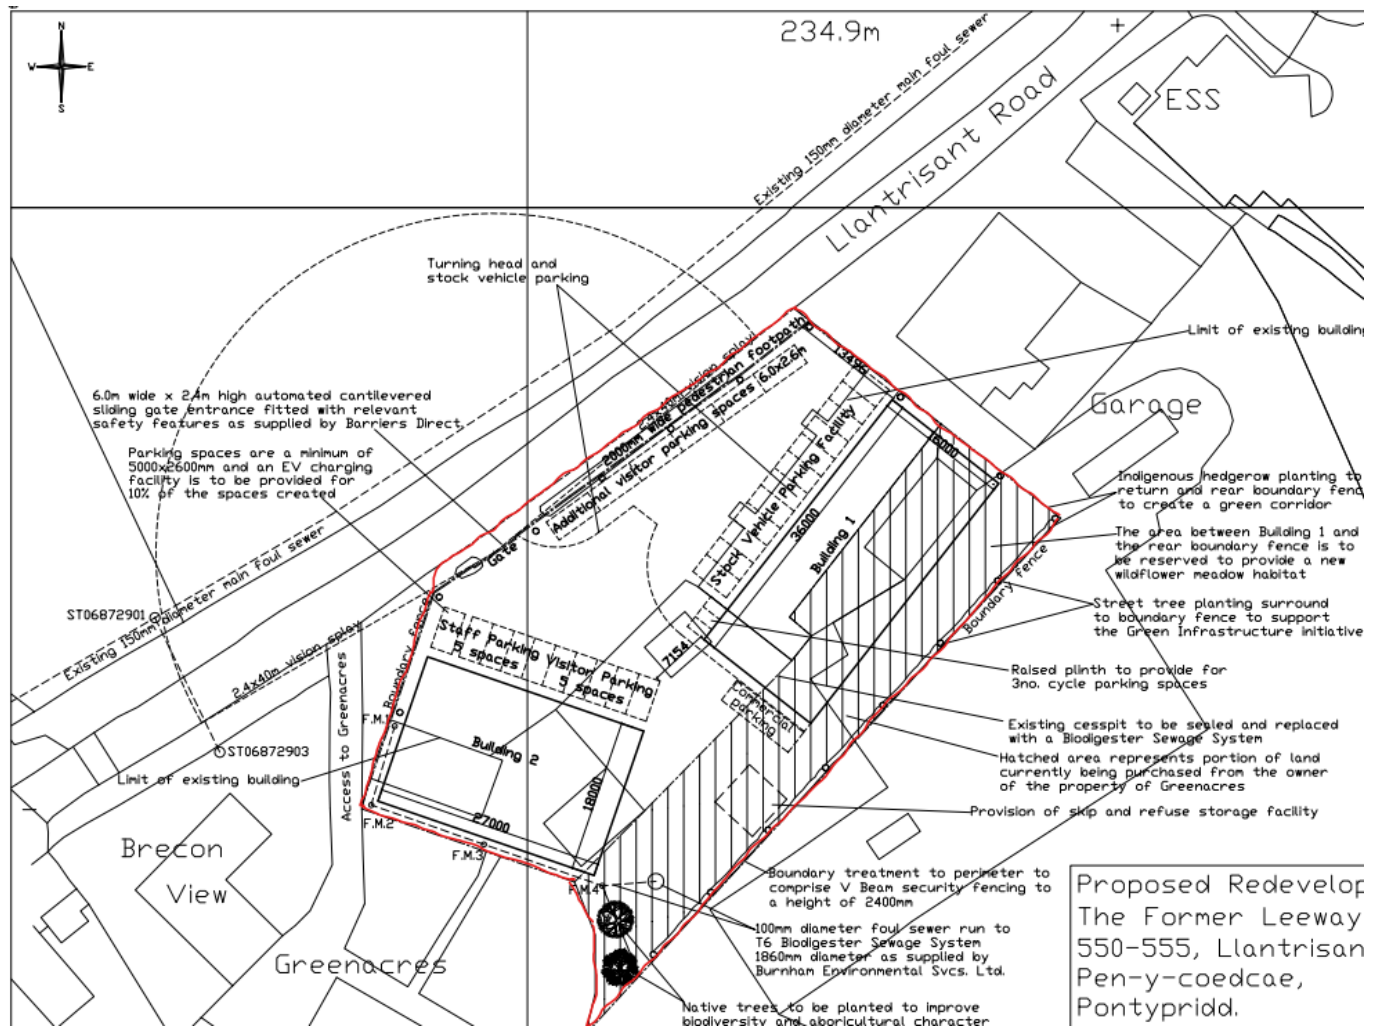 N
W E
S
234.9m
Existing 150mm diameter main foul sewer
Llantrisant Road
ESS
Turning head and
stock vehicle parking
Limit of existing building
13496
2.4x40m vision splay
2000mm wide pedestrian footpath
Additional visitor parking spaces 6.0x2.6m
6.0m wide x 2.4m high automated cantilevered
sliding gate entrance fitted with relevant
safety features as supplied by Barriers Direct
Garage
Parking spaces are a minimum of
5000x2600mm and an EV charging
facility is to be provided for
10% of the spaces created
16000
Stock Vehicle Parking Facility
36000
Building 1
Indigenous hedgerow planting to
return and rear boundary fenc
to create a green corridor
Gate
The area between Building 1 and
the rear boundary fence is to
be reserved to provide a new
wildflower meadow habitat
Boundary fence
ST06872901
Existing 150mm diameter main foul sewer
Street tree planting surround
to boundary fence to support
the Green Infrastructure initiative
2.4x40m vision splay
Boundary fence
Staff Parking
5 spaces
Visitor Parking
5 spaces
7154
Raised plinth to provide for
3no. cycle parking spaces
Commercial
parking
F.M.1
Existing cesspit to be sealed and replaced
with a Biodigester Sewage System
ST06872903
Access to Greenacres
Building 2
Limit of existing building
Hatched area represents portion of land
currently being purchased from the owner
of the property of Greenacres
18000
27000
Provision of skip and refuse storage facility
F.M.2
F.M.3
Brecon
View
F.M.4
Boundary treatment to perimeter to
comprise V Beam security fencing to
a height of 2400mm
Greenacres
100mm diameter foul sewer run to
T6 Biodigester Sewage System
1860mm diameter as supplied by
Burnham Environmental Svcs. Ltd.
Native trees to be planted to improve
biodiversity and aboricultural character
Proposed Redevelop
The Former Leeway
550-555, Llantrisan
Pen-y-coedcae,
Pontypridd.